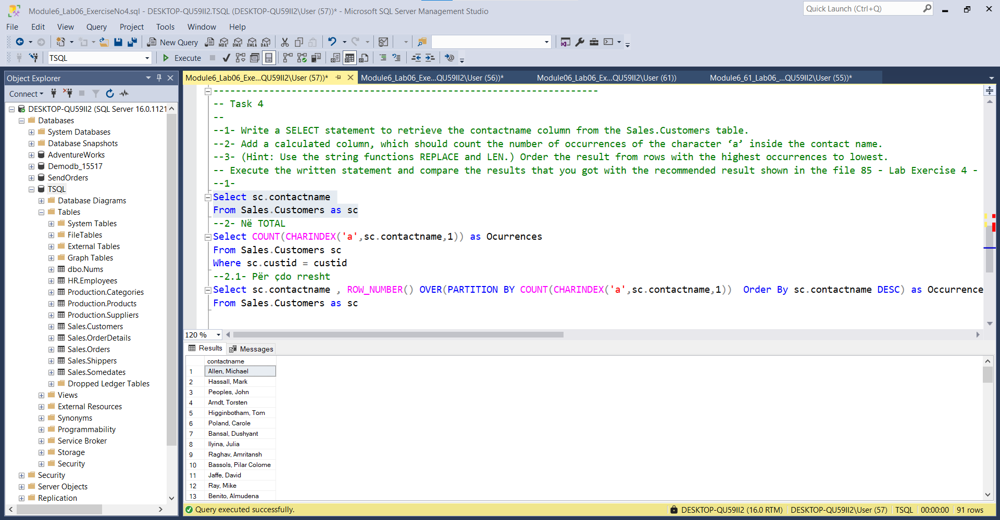 Module6_Lab06_ExerciseNo4.sql - DESKTOP-QU59II2.TSQL (DESKTOP-QU59II2\User (57))* - Microsoft SQL Server Management Studio
Quick Launch (Ctrl+Q)
File Edit View Query Project Tools Window Help
New Query
MDX DMX XMLA DAX
TSQL
Execute
Object Explorer
Module6_Lab06_Exe...QU59II2\User (57))*
Module6_Lab06_Exe...QU59II2\User (56))*
Module06_Lab06_Ex...QU59II2\User (61))
Module6_61_Lab06_...QU59II2\User (55))*
Connect
DESKTOP-QU59II2 (SQL Server 16.0.1121
Databases
System Databases
Database Snapshots
AdventureWorks
Demodb_15517
SendOrders
TSQL
Database Diagrams
Tables
System Tables
FileTables
External Tables
Graph Tables
dbo.Nums
HR.Employees
Production.Categories
Production.Products
Production.Suppliers
Sales.Customers
Sales.OrderDetails
Sales.Orders
Sales.Shippers
Sales.Somedates
Dropped Ledger Tables
Views
External Resources
Synonyms
Programmability
Service Broker
Storage
Security
Security
Server Objects
Replication
---------------------------------------------------------------------
-- Task 4
--
--1- Write a SELECT statement to retrieve the contactname column from the Sales.Customers table.
--2- Add a calculated column, which should count the number of occurrences of the character ‘a’ inside the contact name.
--3- (Hint: Use the string functions REPLACE and LEN.) Order the result from rows with the highest occurrences to lowest.
-- Execute the written statement and compare the results that you got with the recommended result shown in the file 85 - Lab Exercise 4 -
--1-
Select sc.contactname
From Sales.Customers as sc
--2- Në TOTAL
Select COUNT(CHARINDEX('a',sc.contactname,1)) as Ocurrences
From Sales.Customers sc
Where sc.custid = custid
--2.1- Për çdo rresht
Select sc.contactname , ROW_NUMBER() OVER(PARTITION BY COUNT(CHARINDEX('a',sc.contactname,1))  Order By sc.contactname DESC) as Occurrence
From Sales.Customers as sc
120 %
Results
Messages
contactname
1 Allen, Michael
2 Hassall, Mark
3 Peoples, John
4 Arndt, Torsten
5 Higginbotham, Tom
6 Poland, Carole
7 Bansal, Dushyant
8 Ilyina, Julia
9 Raghav, Amritansh
10 Bassols, Pilar Colome
11 Jaffe, David
12 Ray, Mike
13 Benito, Almudena
Query executed successfully.
DESKTOP-QU59II2 (16.0 RTM)
DESKTOP-QU59II2\User (57)
TSQL
00:00:00
91 rows